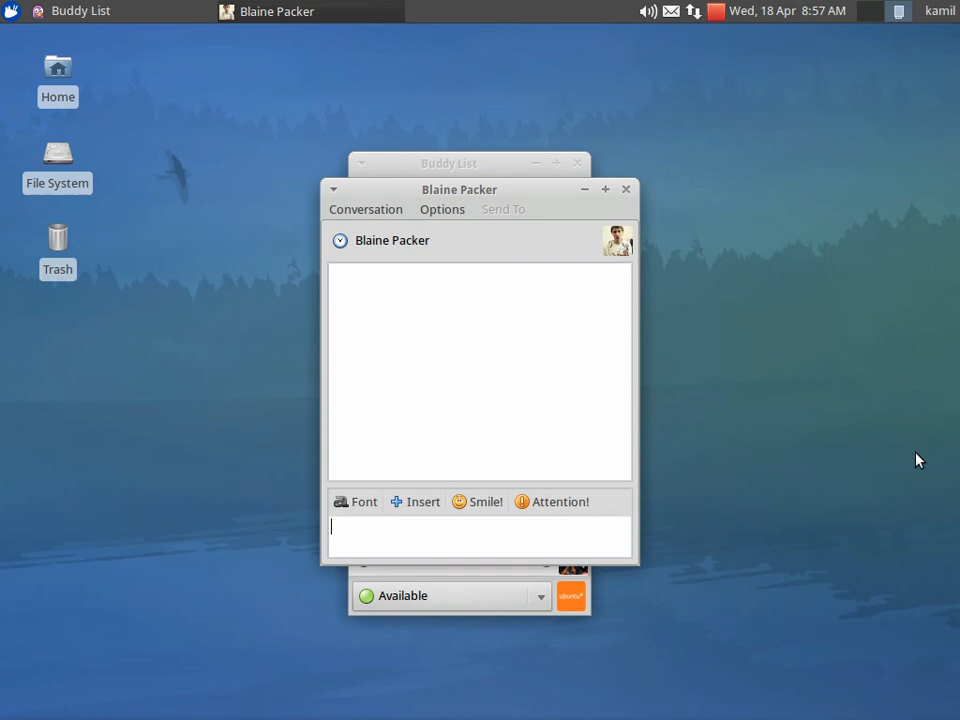 Buddy List
Blaine Packer
Wed, 18 Apr 8:57 AM
kamil
Home
File System
Trash
Buddy List
Blaine Packer
Conversation Options Send To
Blaine Packer
Font Insert Smile! Attention!
Available
ubuntu